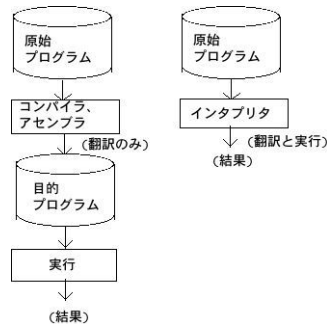 原始
プログラム
コンパイラ、
アセンブラ
(翻訳のみ)
目的
プログラム
実行
(結果)
原始
プログラム
インタプリタ
(翻訳と実行)
(結果)